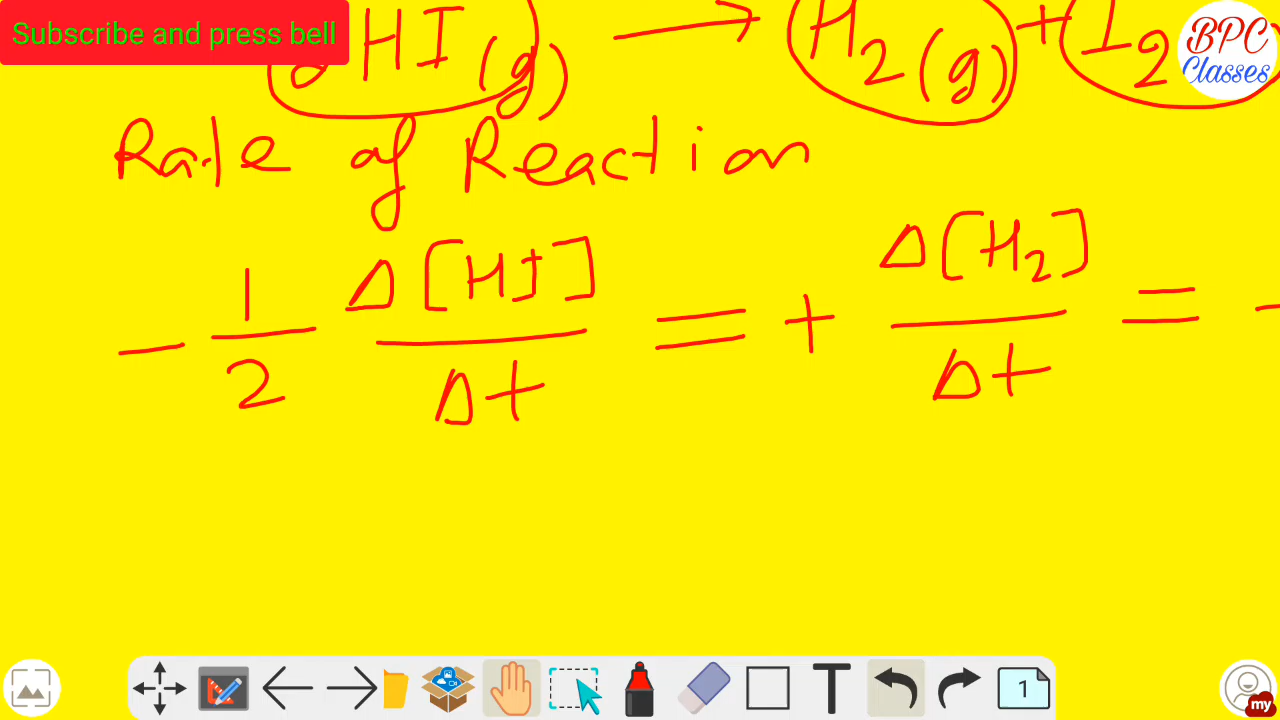 Subscribe and press bell
2HI(g) → H2(g) + I2
BPC
Classes
Rate of Reaction
- 1/2 Δ[HI]/Δt = + Δ[H2]/Δt =
1
my